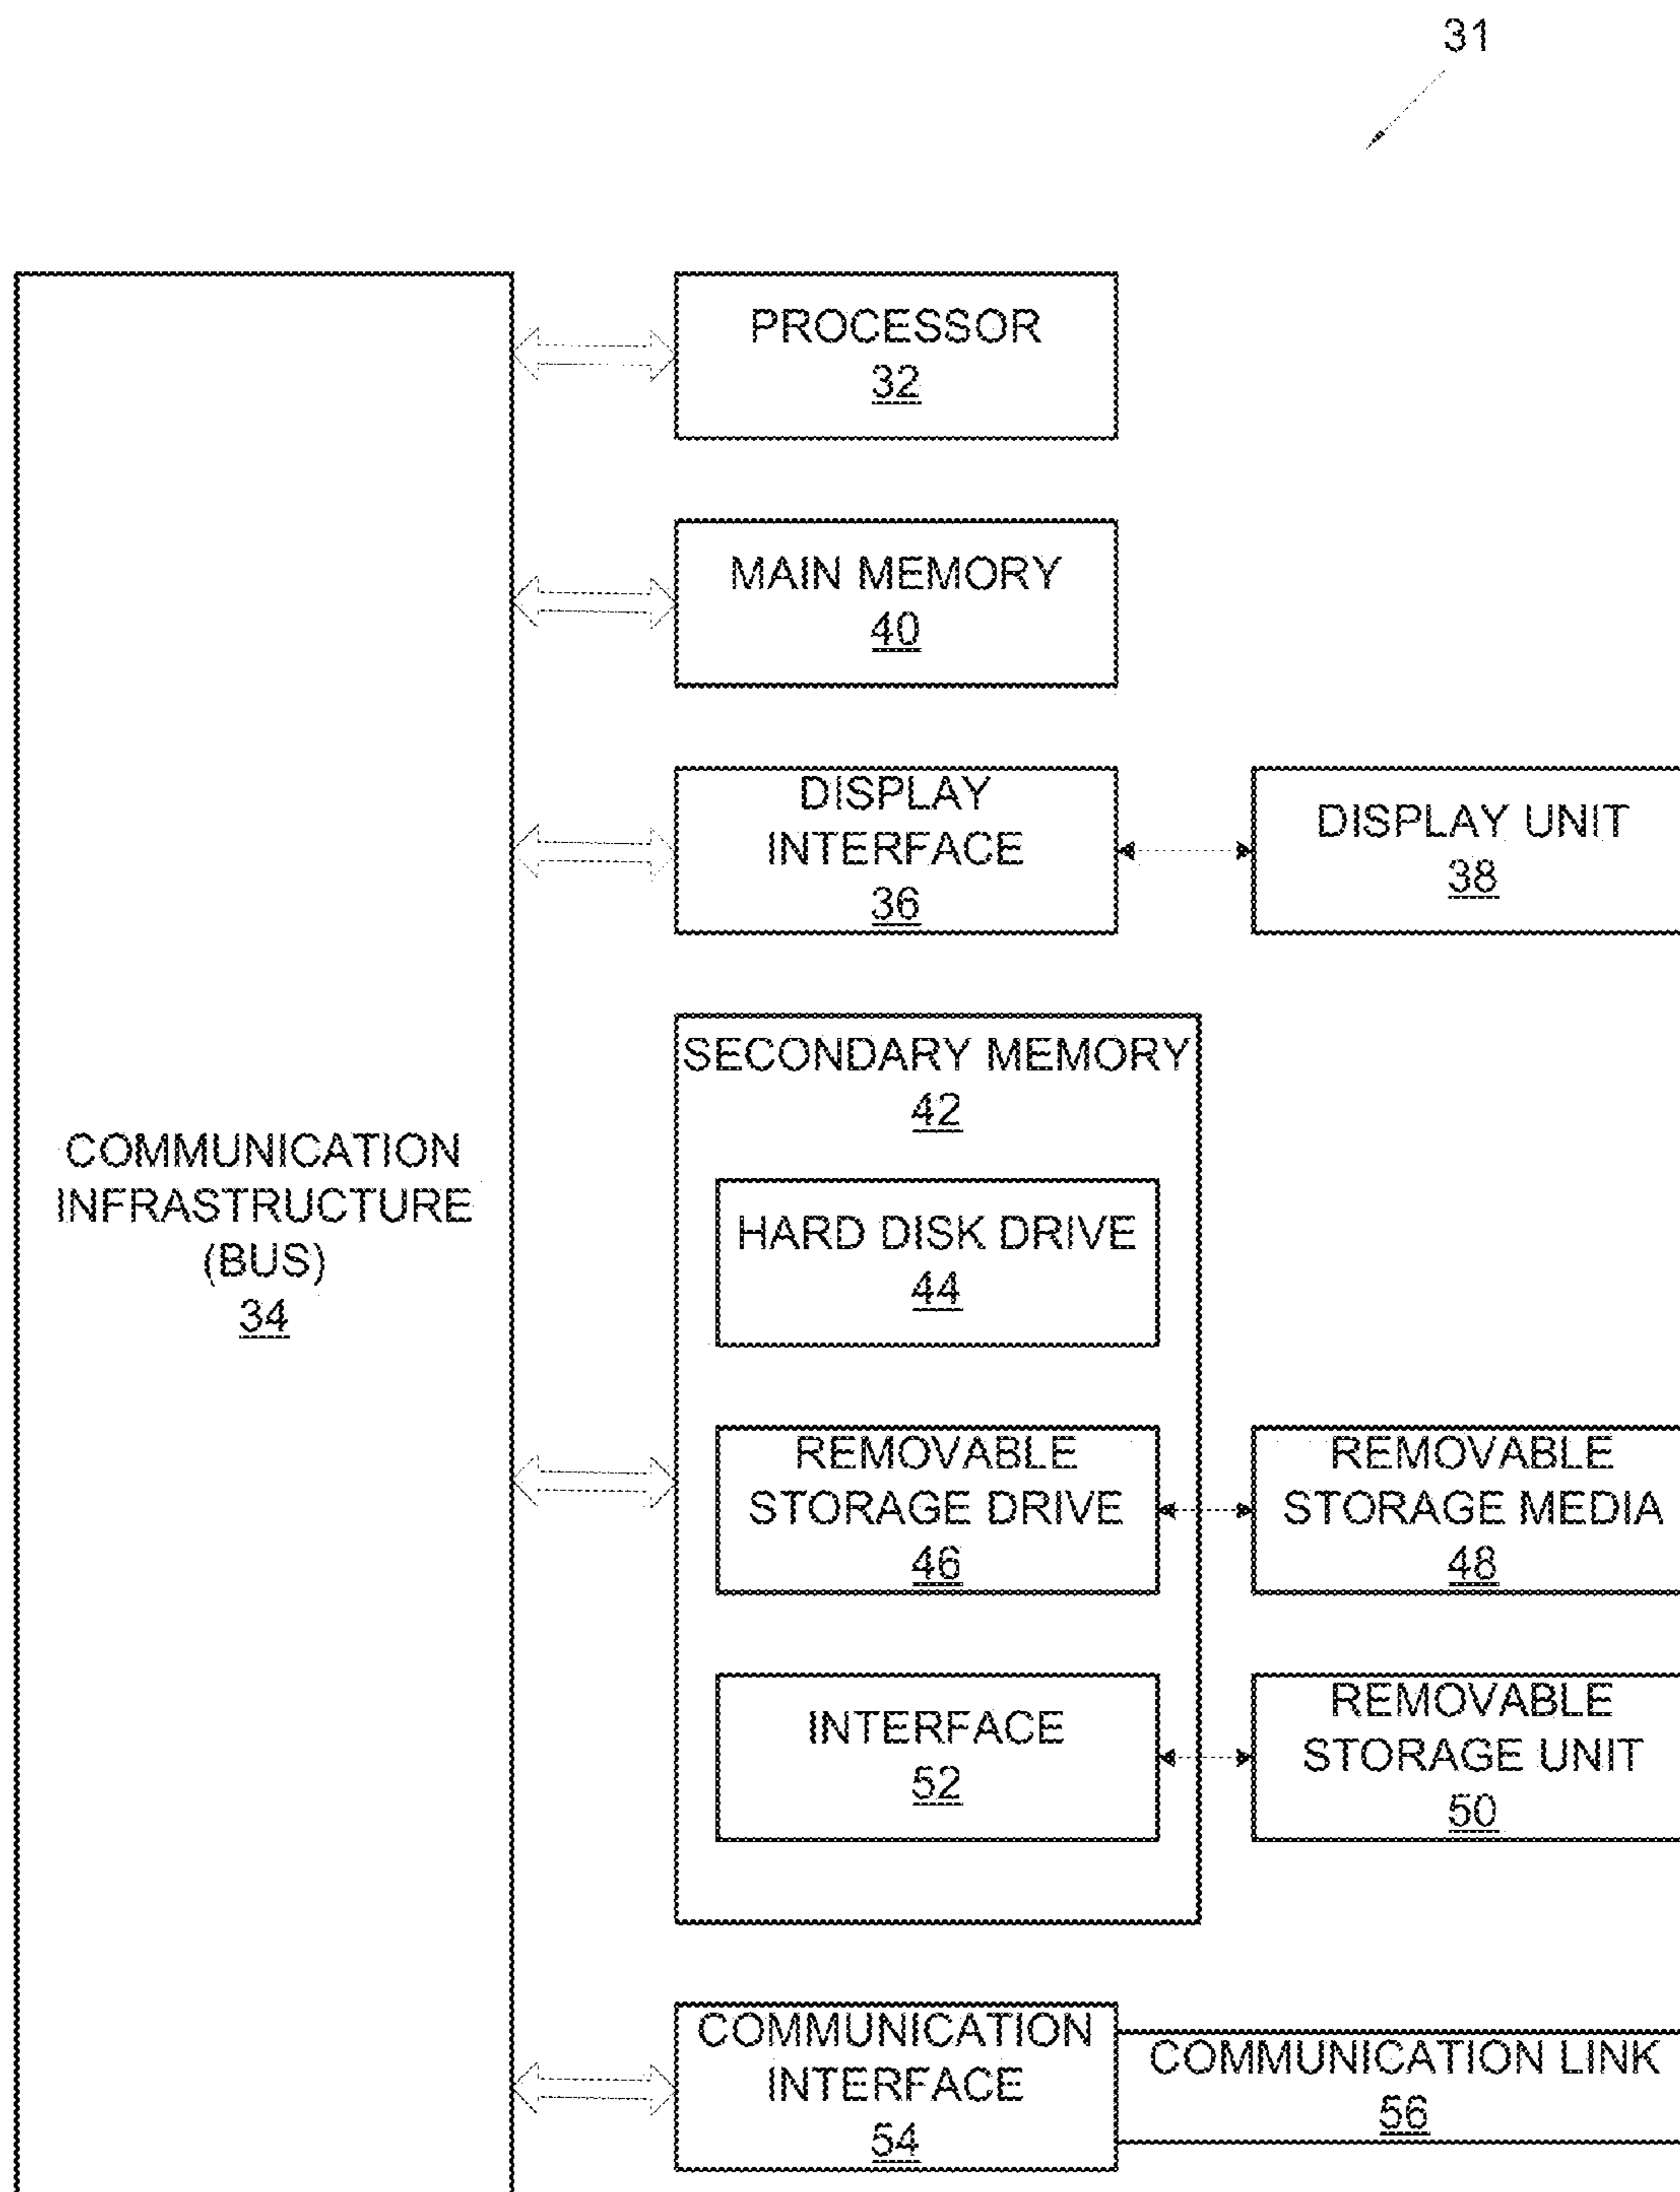 31
PROCESSOR
32
MAIN MEMORY
40
DISPLAY
INTERFACE
36
DISPLAY UNIT
38
SECONDARY MEMORY
42
COMMUNICATION
INFRASTRUCTURE
(BUS)
34
HARD DISK DRIVE
44
REMOVABLE
STORAGE DRIVE
46
REMOVABLE
STORAGE MEDIA
48
INTERFACE
52
REMOVABLE
STORAGE UNIT
50
COMMUNICATION
INTERFACE
54
COMMUNICATION LINK
56